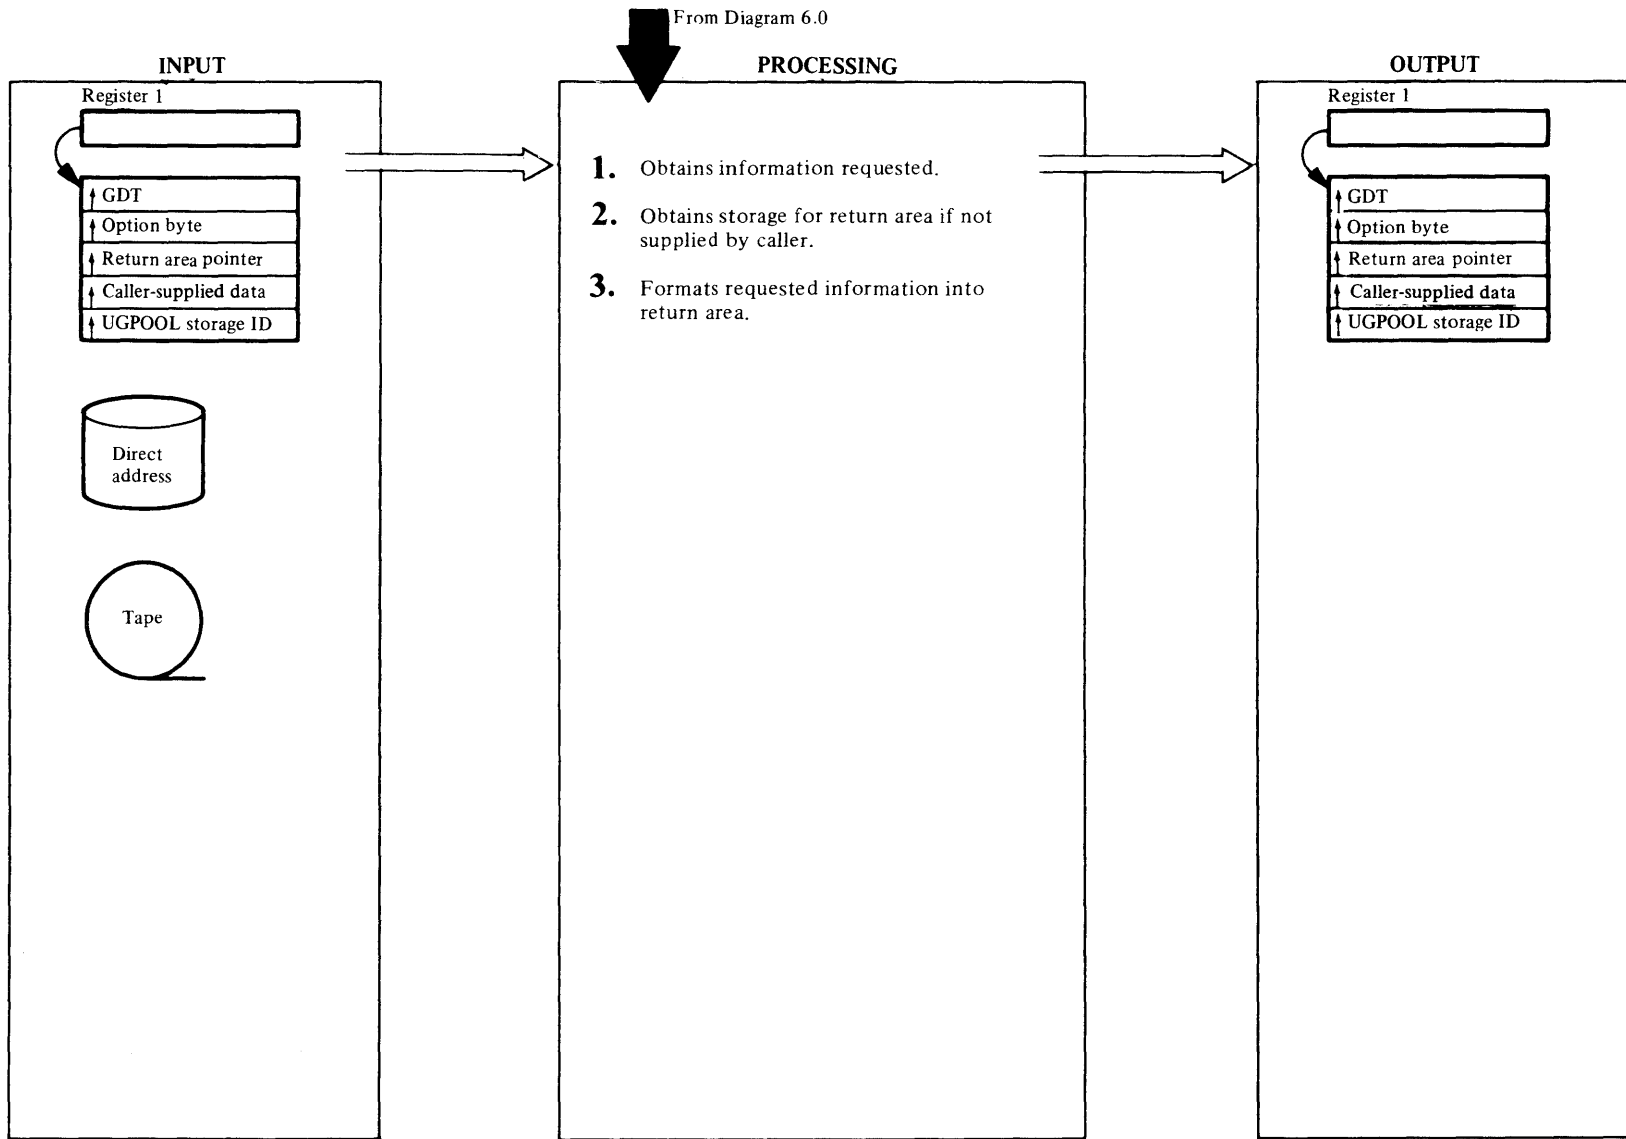 From Diagram 6.0
INPUT
Register 1
GDT
Option byte
Return area pointer
Caller-supplied data
UGPOOL storage ID
Direct
address
Tape
PROCESSING
1. Obtains information requested.
2. Obtains storage for return area if not
supplied by caller.
3. Formats requested information into
return area.
OUTPUT
Register 1
GDT
Option byte
Return area pointer
Caller-supplied data
UGPOOL storage ID